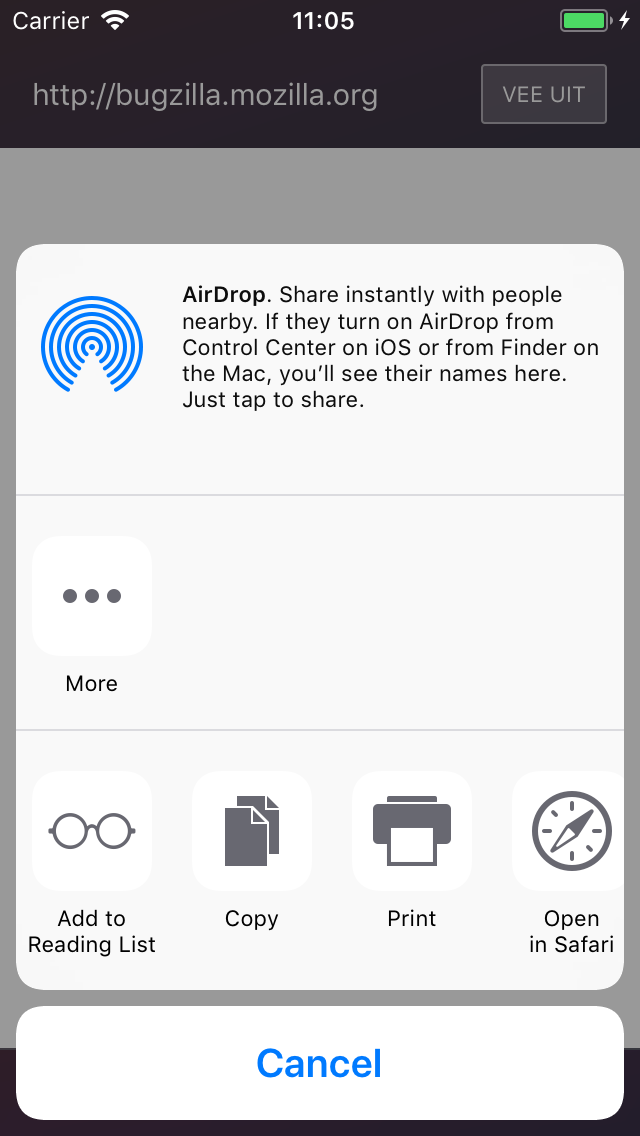 Carrier 11:05
http://bugzilla.mozilla.org VEE UIT
AirDrop. Share instantly with people
nearby. If they turn on AirDrop from
Control Center on iOS or from Finder on
the Mac, you’ll see their names here.
Just tap to share.
More
Add to
Reading List
Copy
Print
Open
in Safari
Cancel